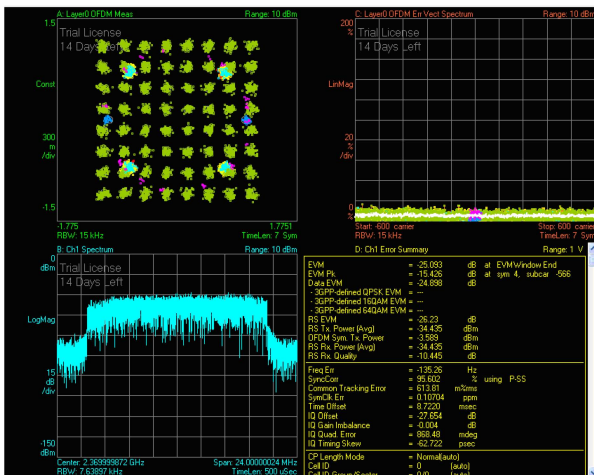 A: Layer0 OFDM Meas Range: 10 dBm
1.5
Trial License
14 Days Left
Const
300
m
/div
-1.5
-1.775 1.7751
RBW: 15 kHz TimeLen: 7 Sym
C: Layer0 OFDM Err Vect Spectrum Range: 10 dBm
200
%
Trial License
14 Days Left
LinMag
20
%
/div
0
%
Start: -600 carrier Stop: 600 carrier
RBW: 15 kHz TimeLen: 7 Sym
B: Ch1 Spectrum Range: 10 dBm
0
dBm
Trial License
14 Days Left
LogMag
15
dB
/div
-150
dBm
Center: 2.369999872 GHz Span: 24.00000024 MHz
RBW: 7.63897 kHz TimeLen: 500 uSec
D: Ch1 Error Summary Range: 1 V
EVM = -25.093 dB at EVMWindow End
EVM Pk = -15.426 dB at sym 4, subcar -566
Data EVM = -24.898 dB
- 3GPP-defined QPSK EVM = ---
- 3GPP-defined 16QAM EVM = ---
- 3GPP-defined 64QAM EVM = ---
RS EVM = -26.23 dB
RS Tx. Power (Avg) = -34.435 dBm
OFDM Sym. Tx. Power = -3.589 dBm
RS Rx. Power (Avg) = -34.435 dBm
RS Rx. Quality = -10.445 dB
Freq Err = -135.26 Hz
SyncCorr = 95.602 % using P-SS
Common Tracking Error = 613.81 m%rms
SymClk Err = 0.10704 ppm
Time Offset = 8.7220 msec
IQ Offset = -27.654 dB
IQ Gain Imbalance = -0.004 dB
IQ Quad. Error = 868.48 mdeg
IQ Timing Skew = -62.722 psec
CP Length Mode = Normal(auto)
Cell ID = 0 (auto)
Cell ID Group/Sector = 0/0 (auto)